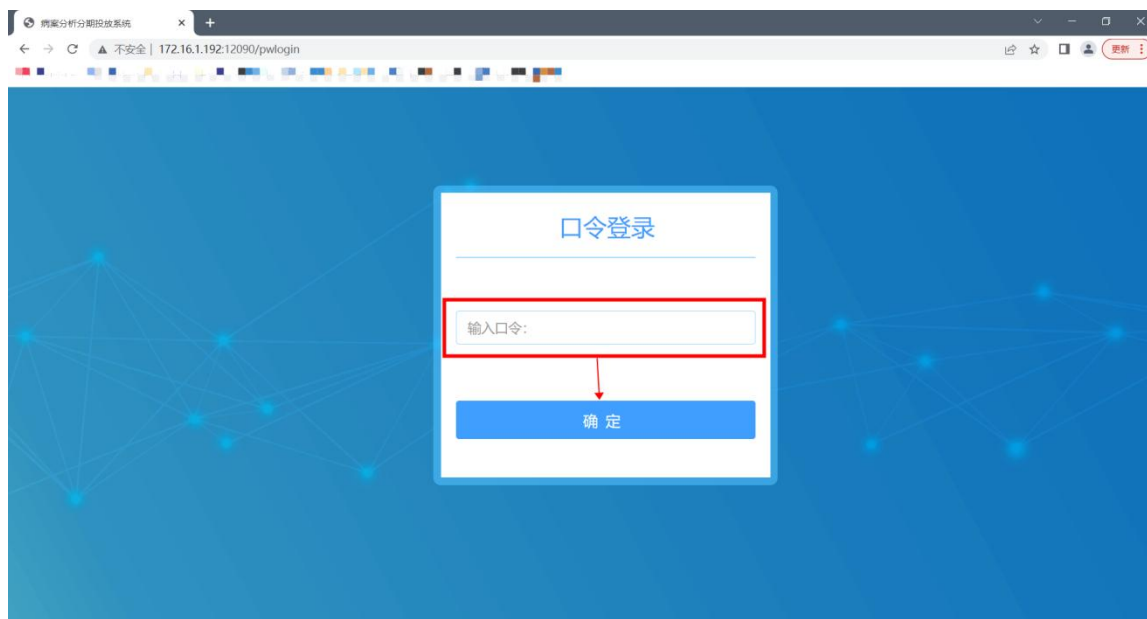 病案分析分期投放系统
不安全 | 172.16.1.192:12090/pwlogin
更新
口令登录
输入口令:
确 定